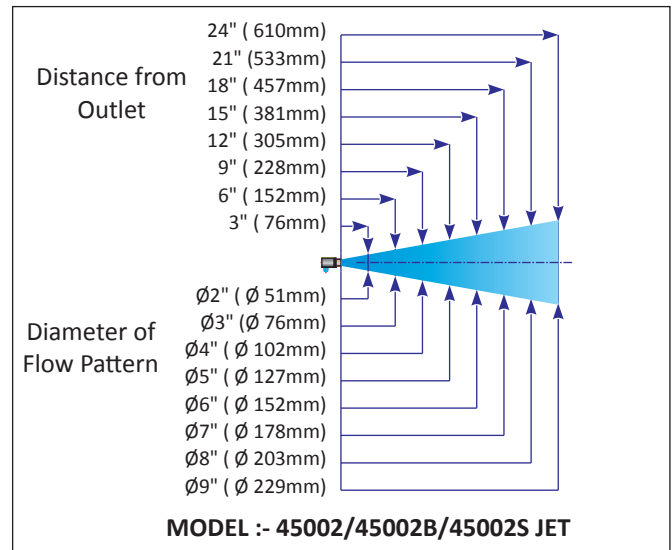 24" ( 610mm)
21" (533mm)
18" ( 457mm)
15" ( 381mm)
12" ( 305mm)
9" ( 228mm)
6" ( 152mm)
3" ( 76mm)
Distance from
Outlet
Ø2" ( Ø 51mm)
Ø3" (Ø 76mm)
Ø4" ( Ø 102mm)
Ø5" ( Ø 127mm)
Ø6" ( Ø 152mm)
Ø7" ( Ø 178mm)
Ø8" ( Ø 203mm)
Ø9" ( Ø 229mm)
Diameter of
Flow Pattern
MODEL :- 45002/45002B/45002S JET